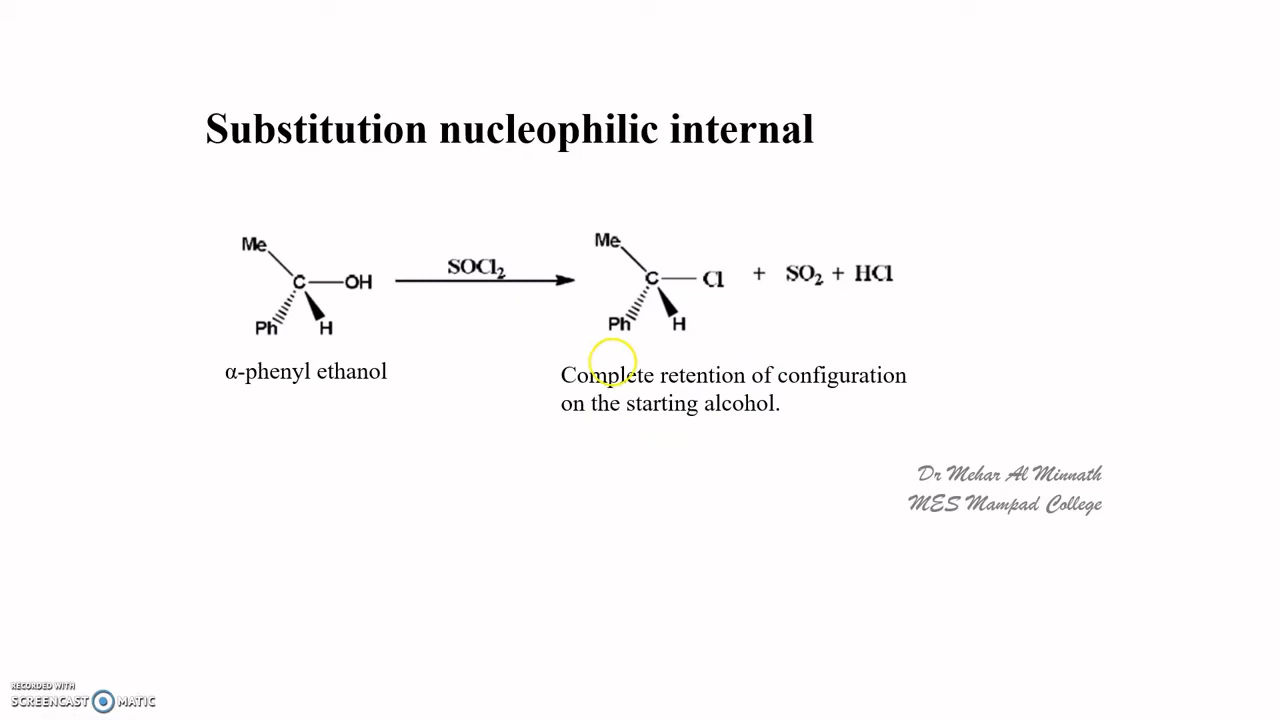 Substitution nucleophilic internal
Me
SOCl₂
C—OH
Ph
H
Me
C—Cl + SO₂ + HCl
Ph
H
α-phenyl ethanol
Complete retention of configuration
on the starting alcohol.
Dr Mehar Al Minnath
MES Mampad College
RECORDED WITH
SCREENCAST MATIC